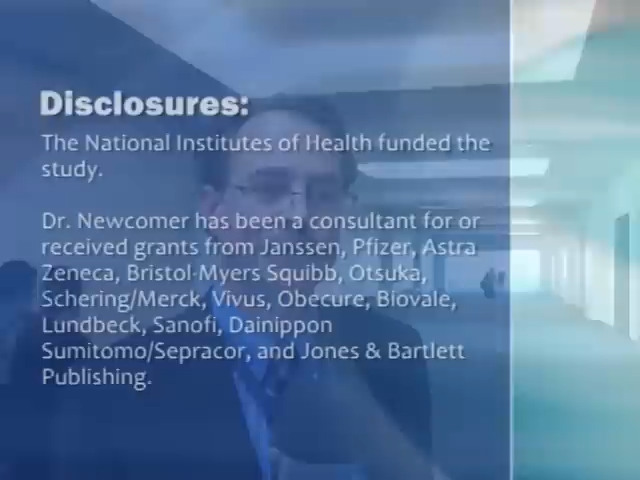 Disclosures:
The National Institutes of Health funded the
study.
Dr. Newcomer has been a consultant for or
received grants from Janssen, Pfizer, Astra
Zeneca, Bristol-Myers Squibb, Otsuka,
Schering/Merck, Vivus, Obecure, Biovale,
Lundbeck, Sanofi, Dainippon
Sumitomo/Sepracor, and Jones & Bartlett
Publishing.